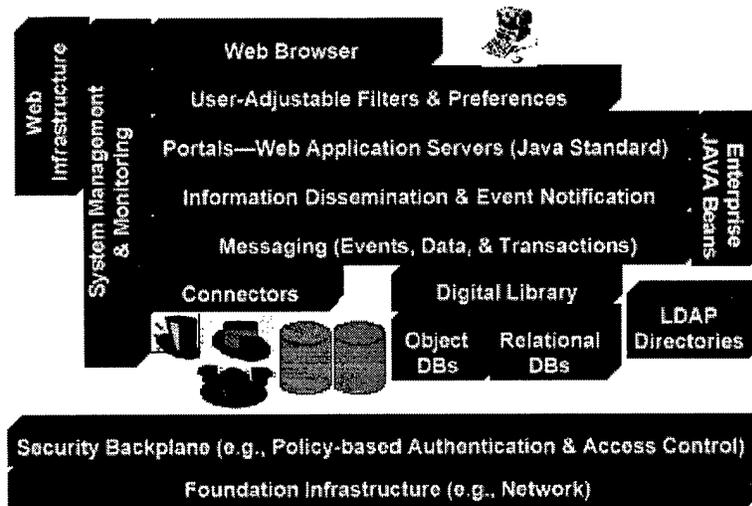 Web Browser
Web
Infrastructure
System Management
& Monitoring
User-Adjustable Filters & Preferences
Portals—Web Application Servers (Java Standard)
Information Dissemination & Event Notification
Messaging (Events, Data, & Transactions)
Enterprise
JAVA Beans
Connectors
Digital Library
Object
DBs
Relational
DBs
LDAP
Directories
Security Backplane (e.g., Policy-based Authentication & Access Control)
Foundation Infrastructure (e.g., Network)